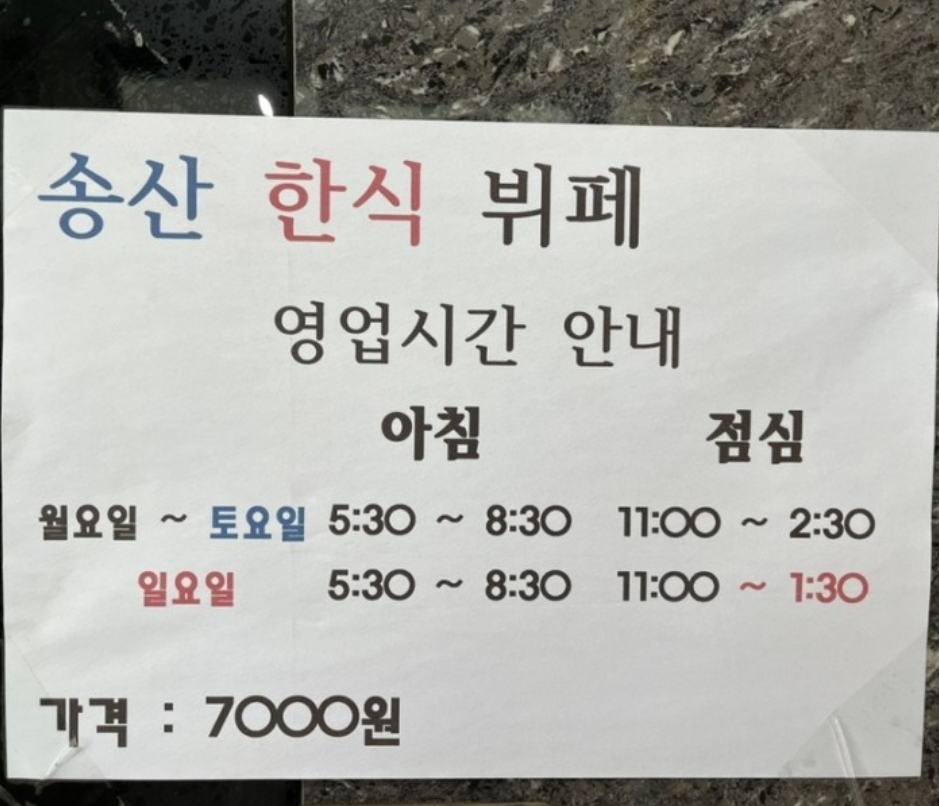 송산 한식 뷔페
영업시간 안내
아침 점심
월요일 ~ 토요일 5:30 ~ 8:30 11:00 ~ 2:30
일요일 5:30 ~ 8:30 11:00 ~ 1:30
가격 : 7000원